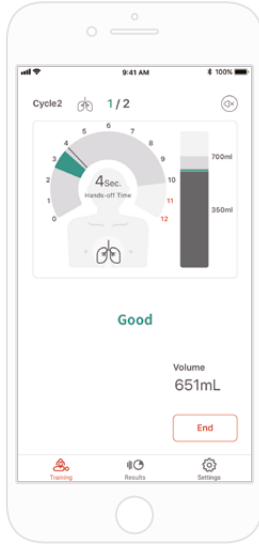 9:41 AM
100%
Cycle2 1 / 2
0
1
2
3
4
5
6
7
8
9
10
11
12
4Sec.
Hands-off Time
700ml
350ml
Good
Volume
651mL
End
Training Results Settings